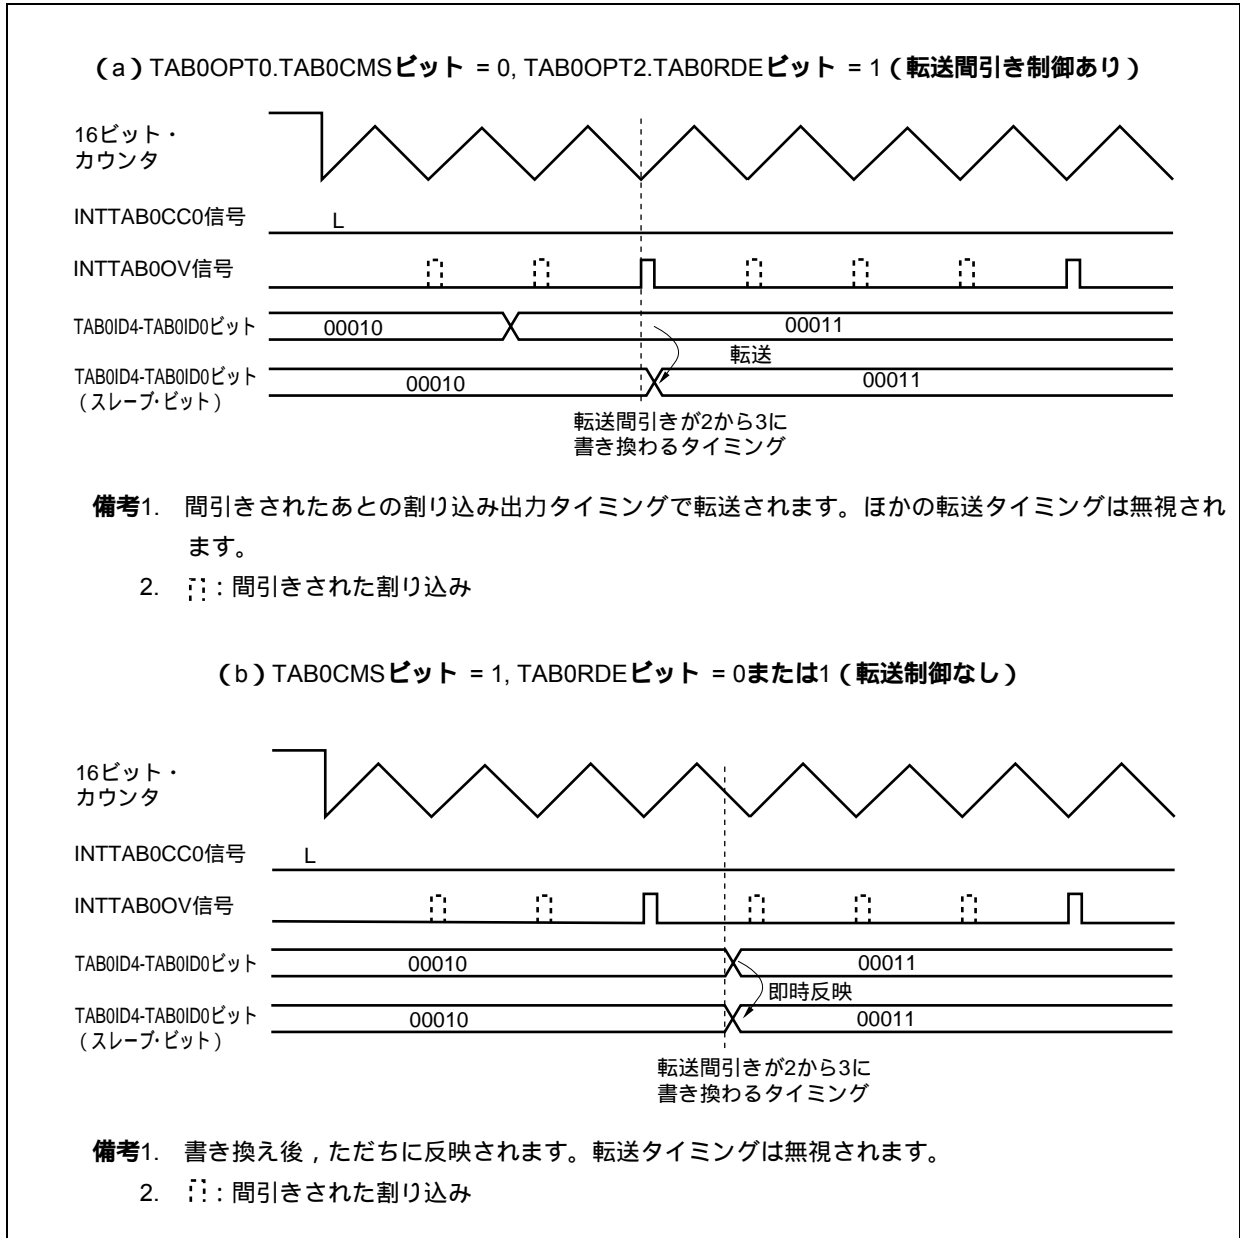 (a)TAB0OPT0.TAB0CMSビット = 0, TAB0OPT2.TAB0RDEビット = 1(転送間引き制御あり)
16ビット・
カウンタ
INTTAB0CC0信号
L
INTTAB0OV信号
TAB0ID4-TAB0ID0ビット
00010
00011
転送
TAB0ID4-TAB0ID0ビット
(スレーブ・ビット)
00010
00011
転送間引きが2から3に
書き換わるタイミング
備考1. 間引きされたあとの割り込み出力タイミングで転送されます。ほかの転送タイミングは無視され
ます。
2. :間引きされた割り込み
(b)TAB0CMSビット = 1, TAB0RDEビット = 0または1(転送制御なし)
16ビット・
カウンタ
INTTAB0CC0信号
L
INTTAB0OV信号
TAB0ID4-TAB0ID0ビット
00010
00011
即時反映
TAB0ID4-TAB0ID0ビット
(スレーブ・ビット)
00010
00011
転送間引きが2から3に
書き換わるタイミング
備考1. 書き換え後,ただちに反映されます。転送タイミングは無視されます。
2. :間引きされた割り込み